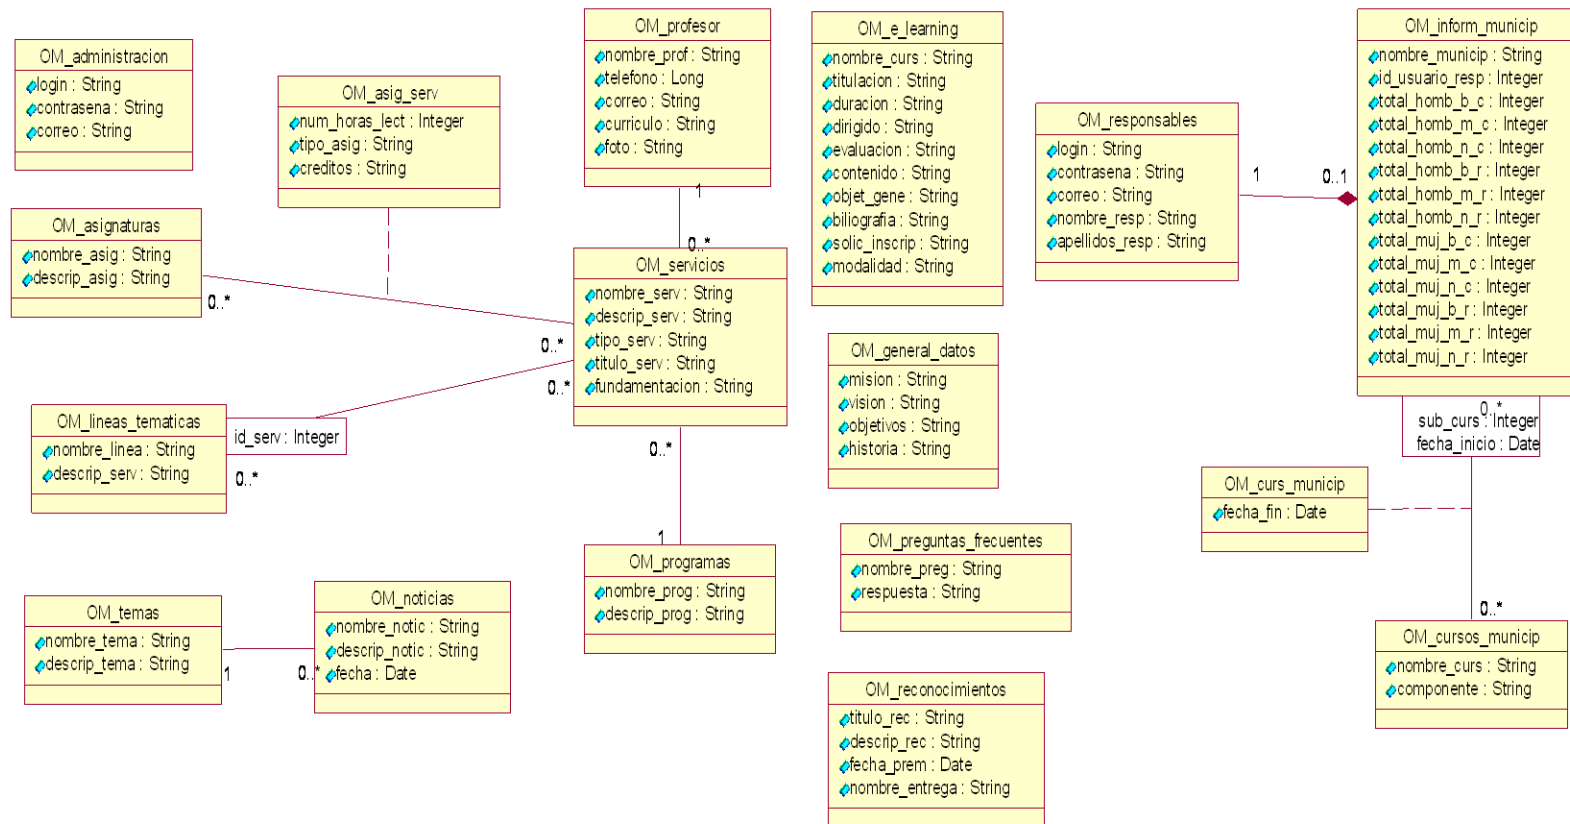 OM_administracion
login : String
contrasena : String
correo : String
OM_asig_serv
num_horas_lect : Integer
tipo_asig : String
creditos : String
OM_profesor
nombre_prof : String
telefono : Long
correo : String
curriculo : String
foto : String
1
0..*
OM_asignaturas
nombre_asig : String
descrip_asig : String
0..*
0..*
OM_servicios
nombre_serv : String
descrip_serv : String
tipo_serv : String
titulo_serv : String
fundamentacion : String
0..*
0..*
OM_lineas_tematicas
nombre_linea : String
descrip_serv : String
id_serv : Integer
0..*
1
OM_programas
nombre_prog : String
descrip_prog : String
OM_temas
nombre_tema : String
descrip_tema : String
1
0..*
OM_noticias
nombre_notic : String
descrip_notic : String
fecha : Date
OM_e_learning
nombre_curs : String
titulacion : String
duracion : String
dirigido : String
evaluacion : String
contenido : String
objet_gene : String
biliografia : String
solic_inscrip : String
modalidad : String
OM_general_datos
mision : String
vision : String
objetivos : String
historia : String
OM_preguntas_frecuentes
nombre_preg : String
respuesta : String
OM_reconocimientos
titulo_rec : String
descrip_rec : String
fecha_prem : Date
nombre_entrega : String
OM_responsables
login : String
contrasena : String
correo : String
nombre_resp : String
apellidos_resp : String
1
0..1
OM_inform_municip
nombre_municip : String
id_usuario_resp : Integer
total_homb_b_c : Integer
total_homb_m_c : Integer
total_homb_n_c : Integer
total_homb_b_r : Integer
total_homb_m_r : Integer
total_homb_n_r : Integer
total_muj_b_c : Integer
total_muj_m_c : Integer
total_muj_n_c : Integer
total_muj_b_r : Integer
total_muj_m_r : Integer
total_muj_n_r : Integer
0..*
sub_curs : Integer
fecha_inicio : Date
OM_curs_municip
fecha_fin : Date
0..*
OM_cursos_municip
nombre_curs : String
componente : String